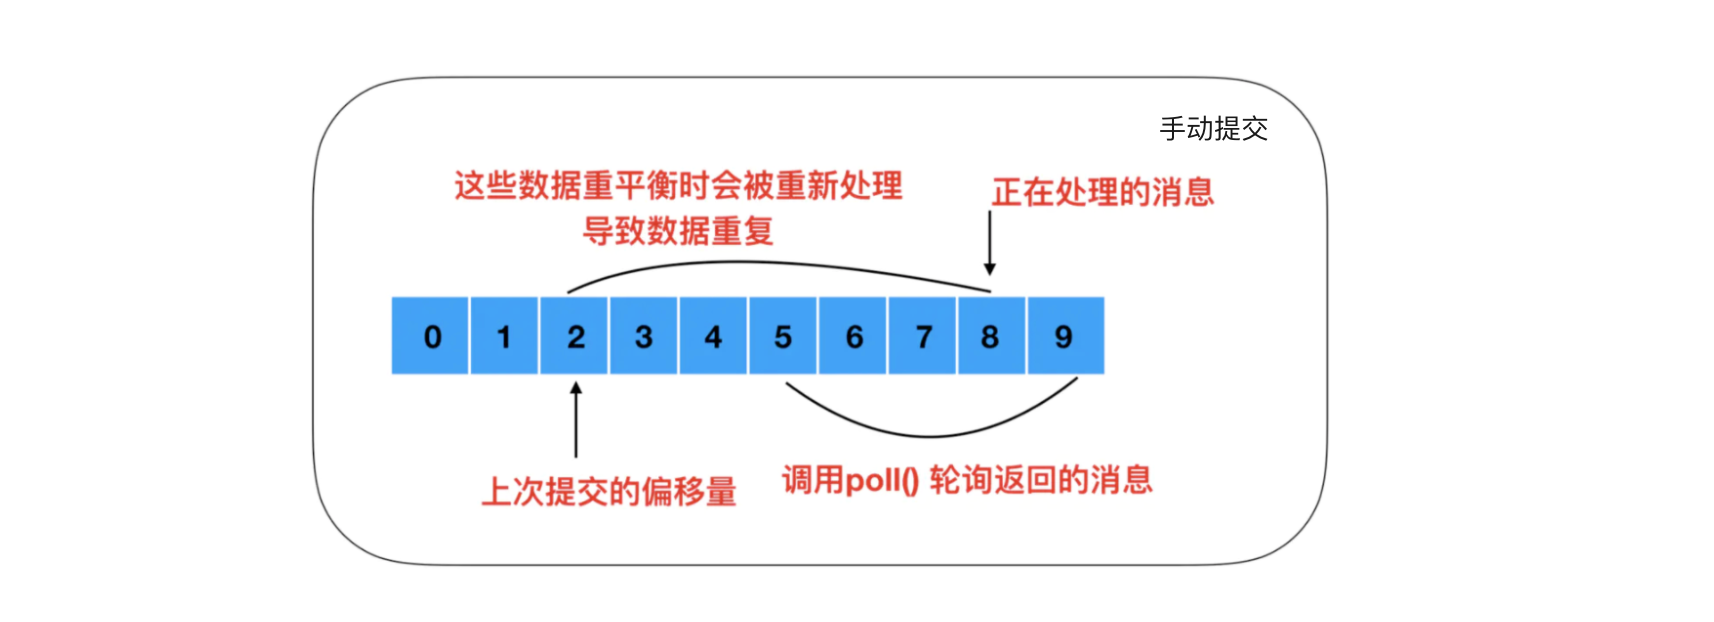 手动提交
这些数据重平衡时会被重新处理
导致数据重复
正在处理的消息
0 1 2 3 4 5 6 7 8 9
上次提交的偏移量
调用poll() 轮询返回的消息